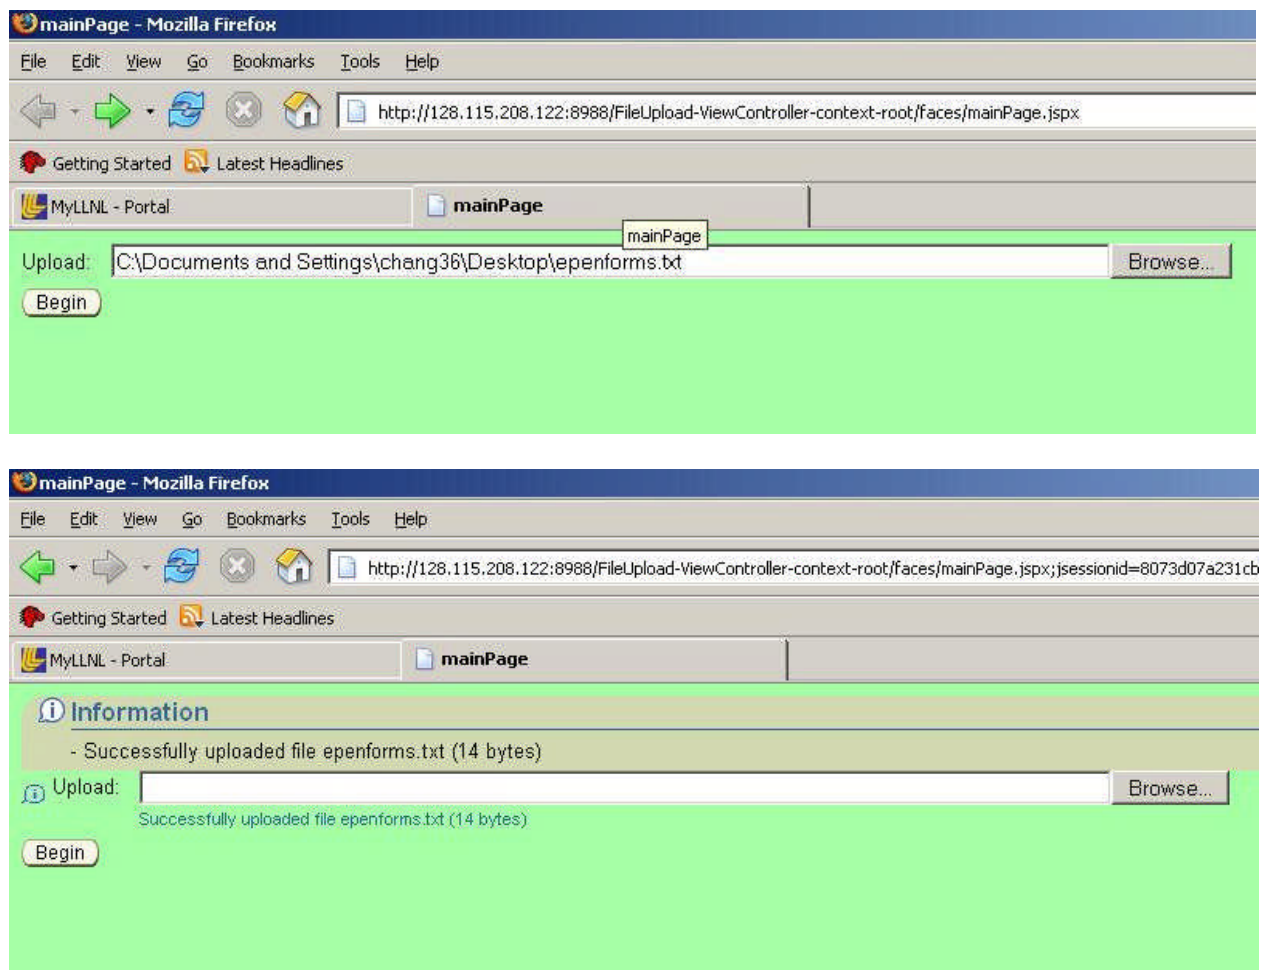 mainPage - Mozilla Firefox
File Edit View Go Bookmarks Tools Help
http://128.115.208.122:8988/FileUpload-ViewController-context-root/faces/mainPage.jspx
Getting Started Latest Headlines
MyLLNL - Portal mainPage
mainPage
Upload: C:\Documents and Settings\chang36\Desktop\epenforms.txt Browse...
Begin
mainPage - Mozilla Firefox
File Edit View Go Bookmarks Tools Help
http://128.115.208.122:8988/FileUpload-ViewController-context-root/faces/mainPage.jspx;jsessionid=8073d07a231cb
Getting Started Latest Headlines
MyLLNL - Portal mainPage
Information
- Successfully uploaded file epenforms.txt (14 bytes)
Upload: Browse...
Successfully uploaded file epenforms.txt (14 bytes)
Begin